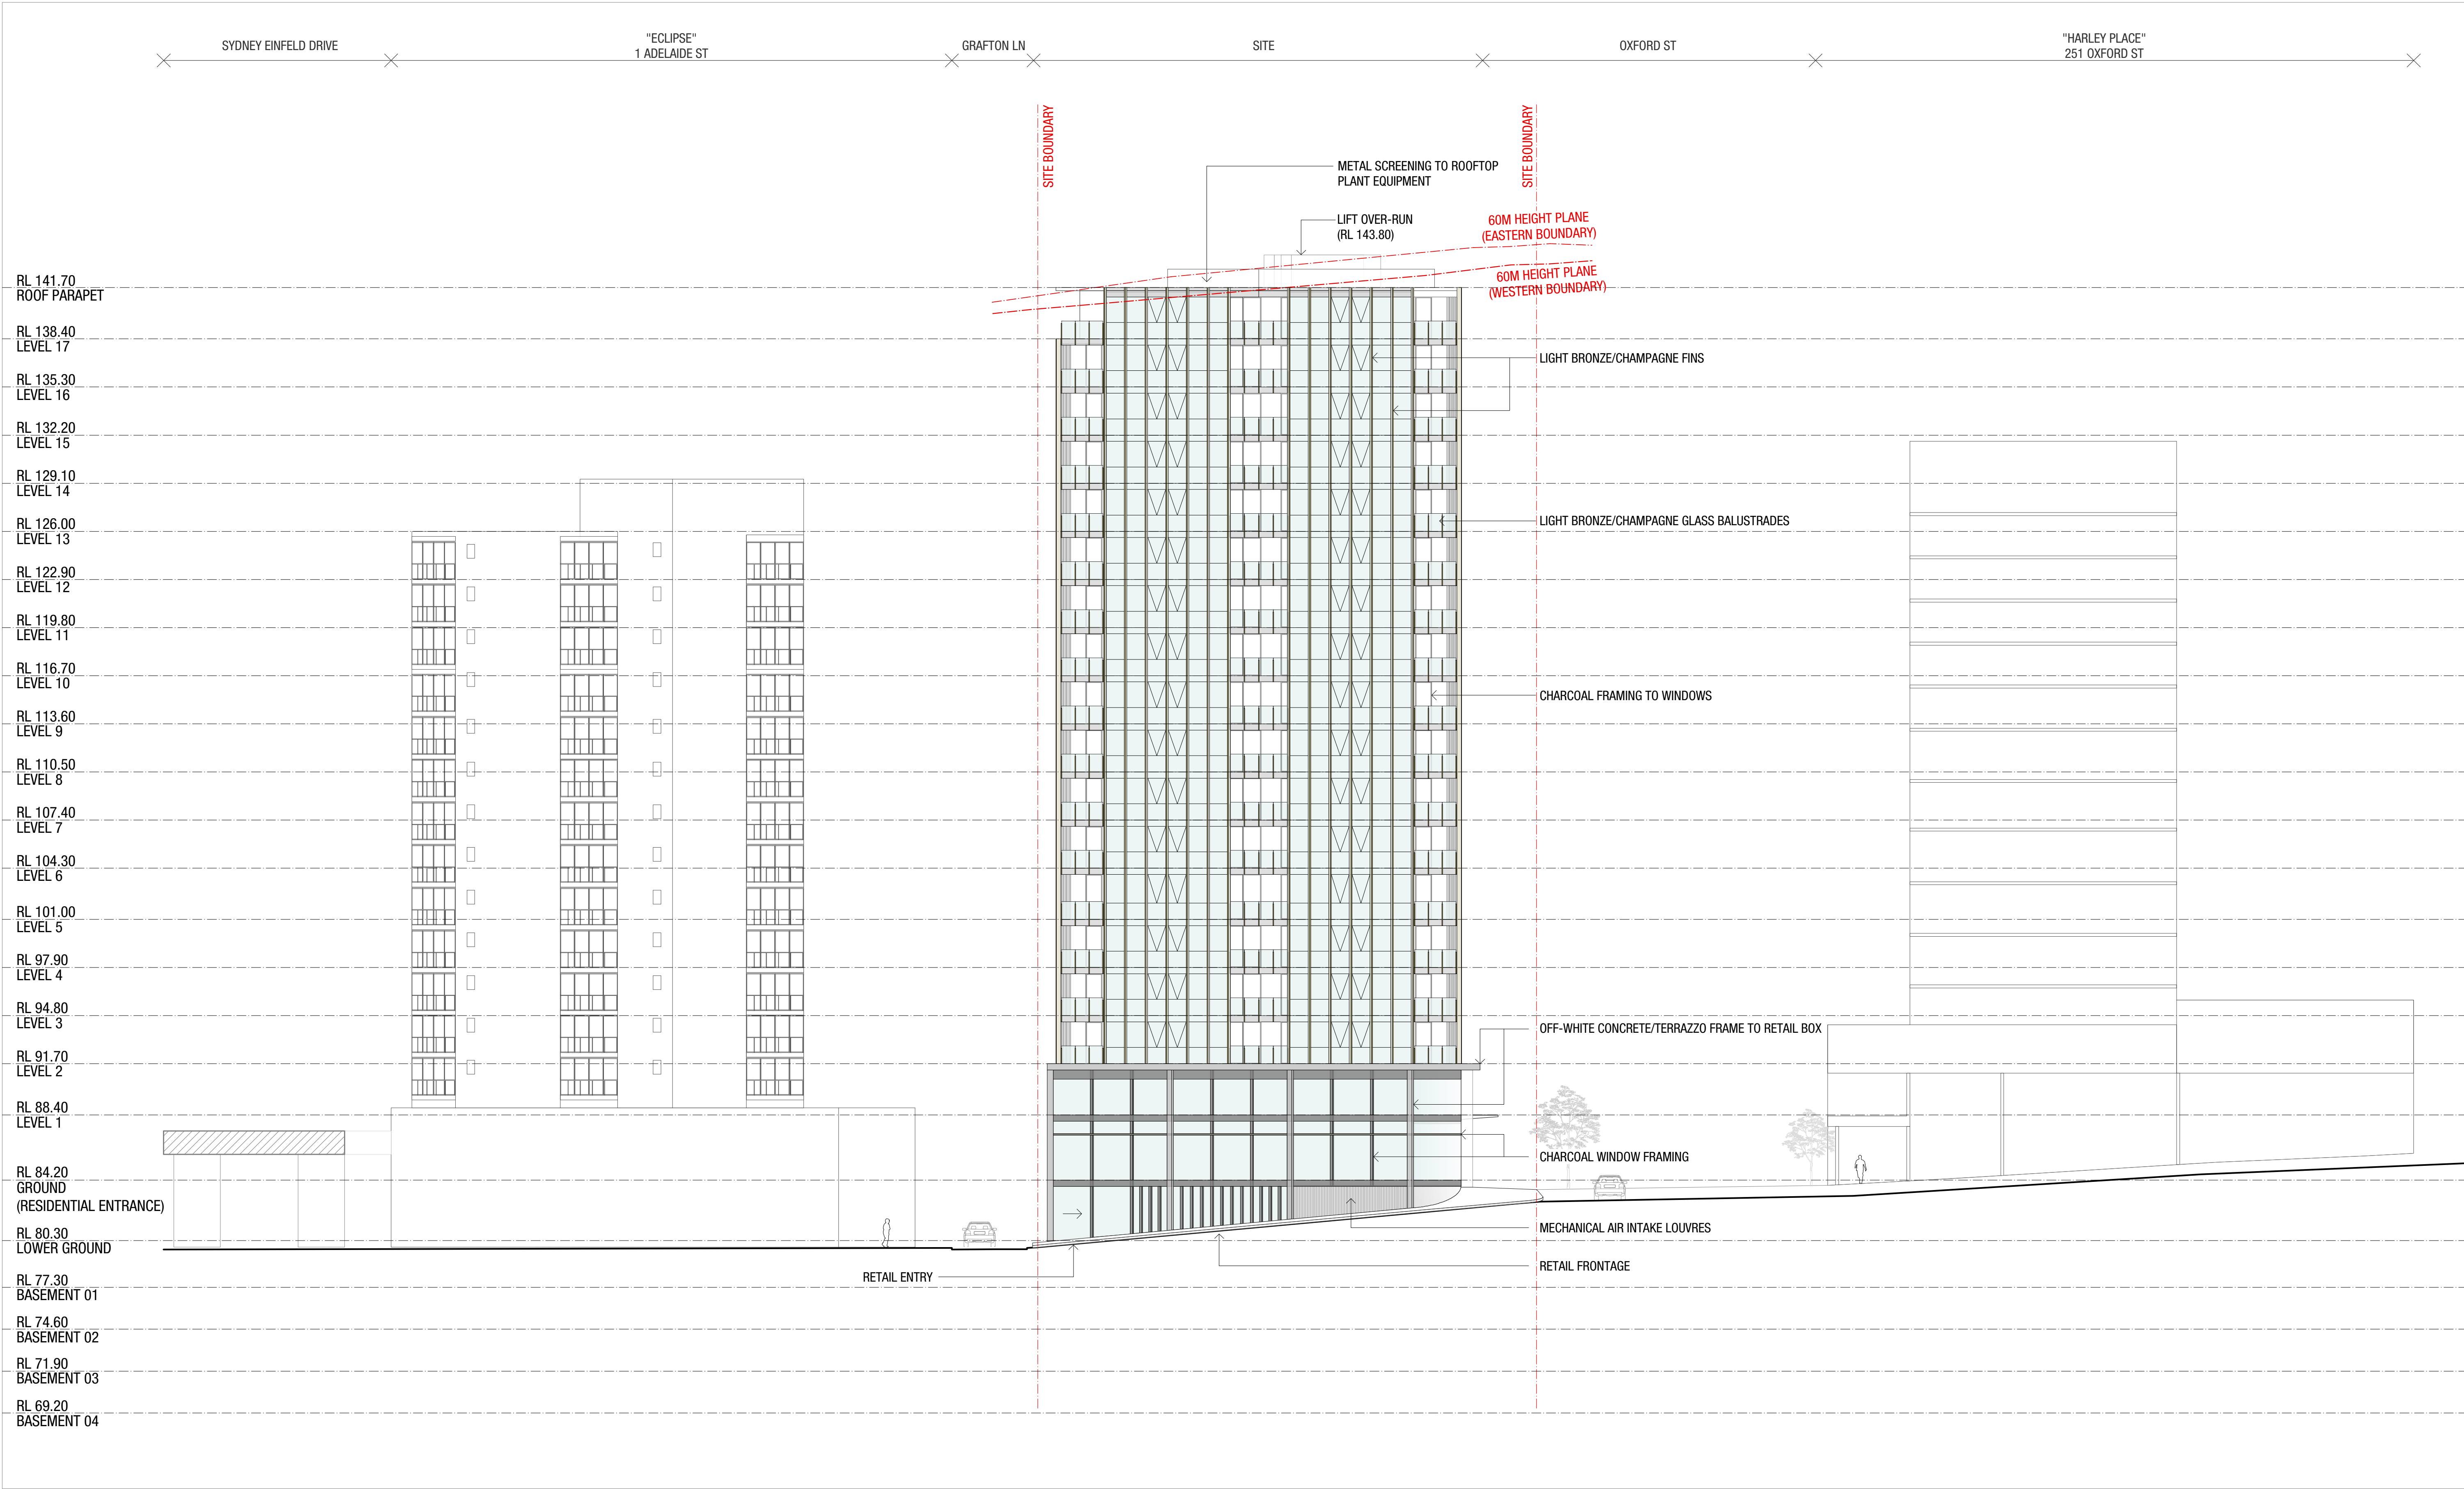 SYDNEY EINFELD DRIVE
"ECLIPSE"
1 ADELAIDE ST
GRAFTON LN
SITE
OXFORD ST
"HARLEY PLACE"
251 OXFORD ST
SITE BOUNDARY
SITE BOUNDARY
METAL SCREENING TO ROOFTOP
PLANT EQUIPMENT
LIFT OVER-RUN
(RL 143.80)
60M HEIGHT PLANE
(EASTERN BOUNDARY)
60M HEIGHT PLANE
(WESTERN BOUNDARY)
RL 141.70
ROOF PARAPET
RL 138.40
LEVEL 17
LIGHT BRONZE/CHAMPAGNE FINS
RL 135.30
LEVEL 16
RL 132.20
LEVEL 15
RL 129.10
LEVEL 14
RL 126.00
LEVEL 13
LIGHT BRONZE/CHAMPAGNE GLASS BALUSTRADES
RL 122.90
LEVEL 12
RL 119.80
LEVEL 11
RL 116.70
LEVEL 10
CHARCOAL FRAMING TO WINDOWS
RL 113.60
LEVEL 9
RL 110.50
LEVEL 8
RL 107.40
LEVEL 7
RL 104.30
LEVEL 6
RL 101.00
LEVEL 5
RL 97.90
LEVEL 4
RL 94.80
LEVEL 3
OFF-WHITE CONCRETE/TERRAZZO FRAME TO RETAIL BOX
RL 91.70
LEVEL 2
RL 88.40
LEVEL 1
CHARCOAL WINDOW FRAMING
RL 84.20
GROUND
(RESIDENTIAL ENTRANCE)
MECHANICAL AIR INTAKE LOUVRES
RL 80.30
LOWER GROUND
RETAIL FRONTAGE
RETAIL ENTRY
RL 77.30
BASEMENT 01
RL 74.60
BASEMENT 02
RL 71.90
BASEMENT 03
RL 69.20
BASEMENT 04